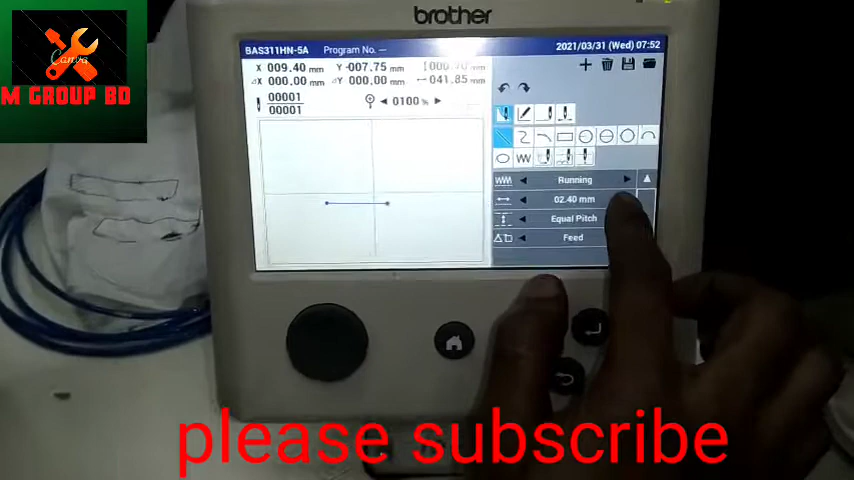 brother
BAS311HN-5A Program No. -- 2021/03/31 (Wed) 07:52
X 009.40 mm Y-007.75 mm
⊿X 000.00 mm ⊿Y 000.00 mm 041.85 mm
00001
00001
0100 %
Running
02.40 mm
Equal Pitch
Feed
Canva
M GROUP BD
please subscribe